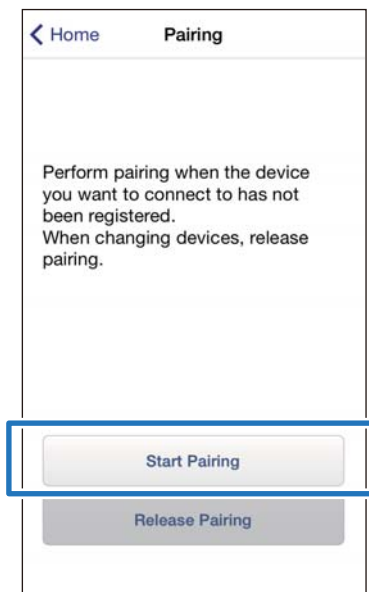 Home
Pairing
Perform pairing when the device
you want to connect to has not
been registered.
When changing devices, release
pairing.
Start Pairing
Release Pairing